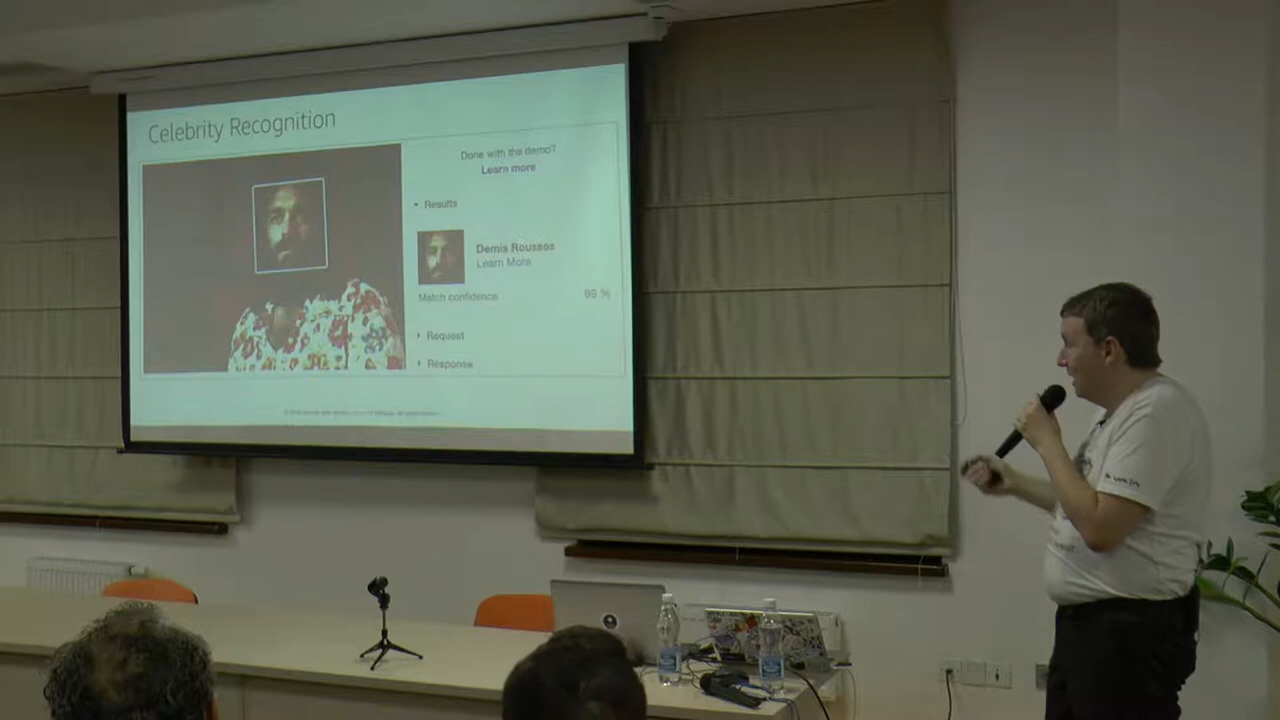 Celebrity Recognition
Done with the demo?
Learn more
Results
Demis Roussos
Learn More
Match confidence
99 %
Request
Response